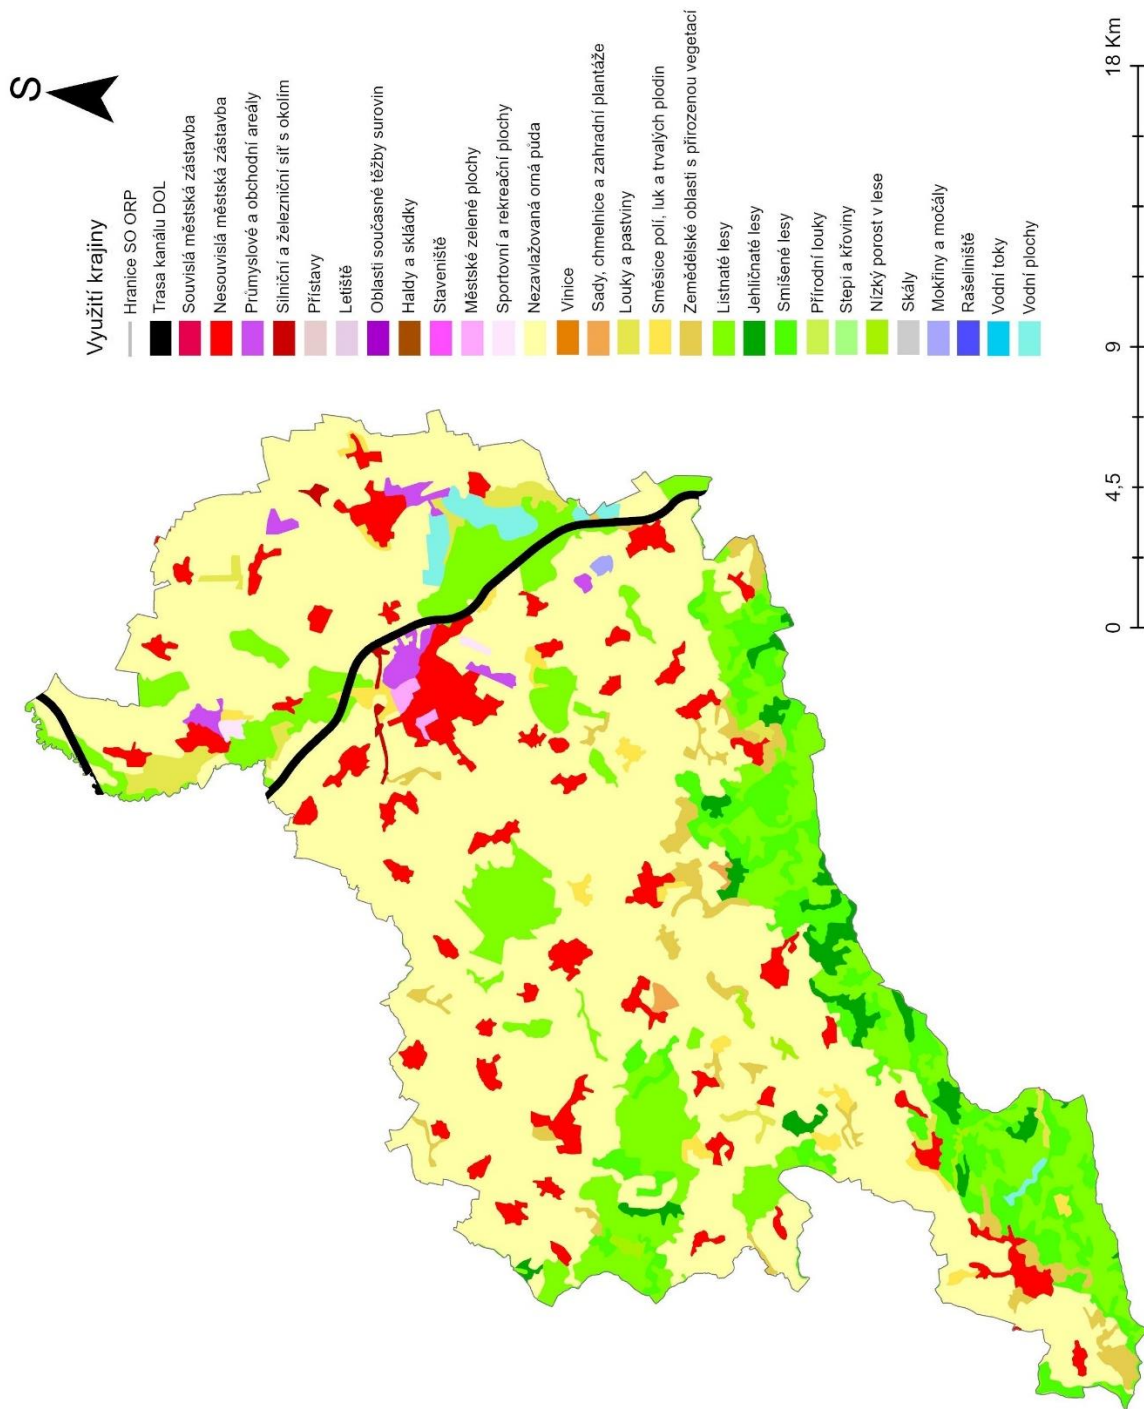 S
Využití krajiny
Hranice SO u ORP
Trasa kanálu DOL
Souvislá městská zástavba
Nesouvislá městská zástavba
Průmyslové a obchodní areály
Silniční a železniční síť s okolím
Přístavy
Letiště
Oblasti současné těžby surovin
Haldy a skládky
Staveniště
Městské zelené plochy
Sportovní a rekreační plochy
Nezavlažovaná orná půda
Vinice
Sady, chmelnice a zahradní plantáže
Louky a pastviny
Směsice polí, luk a trvalých plodin
Zemědělské oblasti s přirozenou vegetací
Listnaté lesy
Jehličnaté lesy
Smíšené lesy
Přírodní louky
Stepi a křoviny
Nízký porost v lese
Skály
Mokřiny a močály
Rašeliniště
Vodní toky
Vodní plochy
0 4,5 9 18 Km